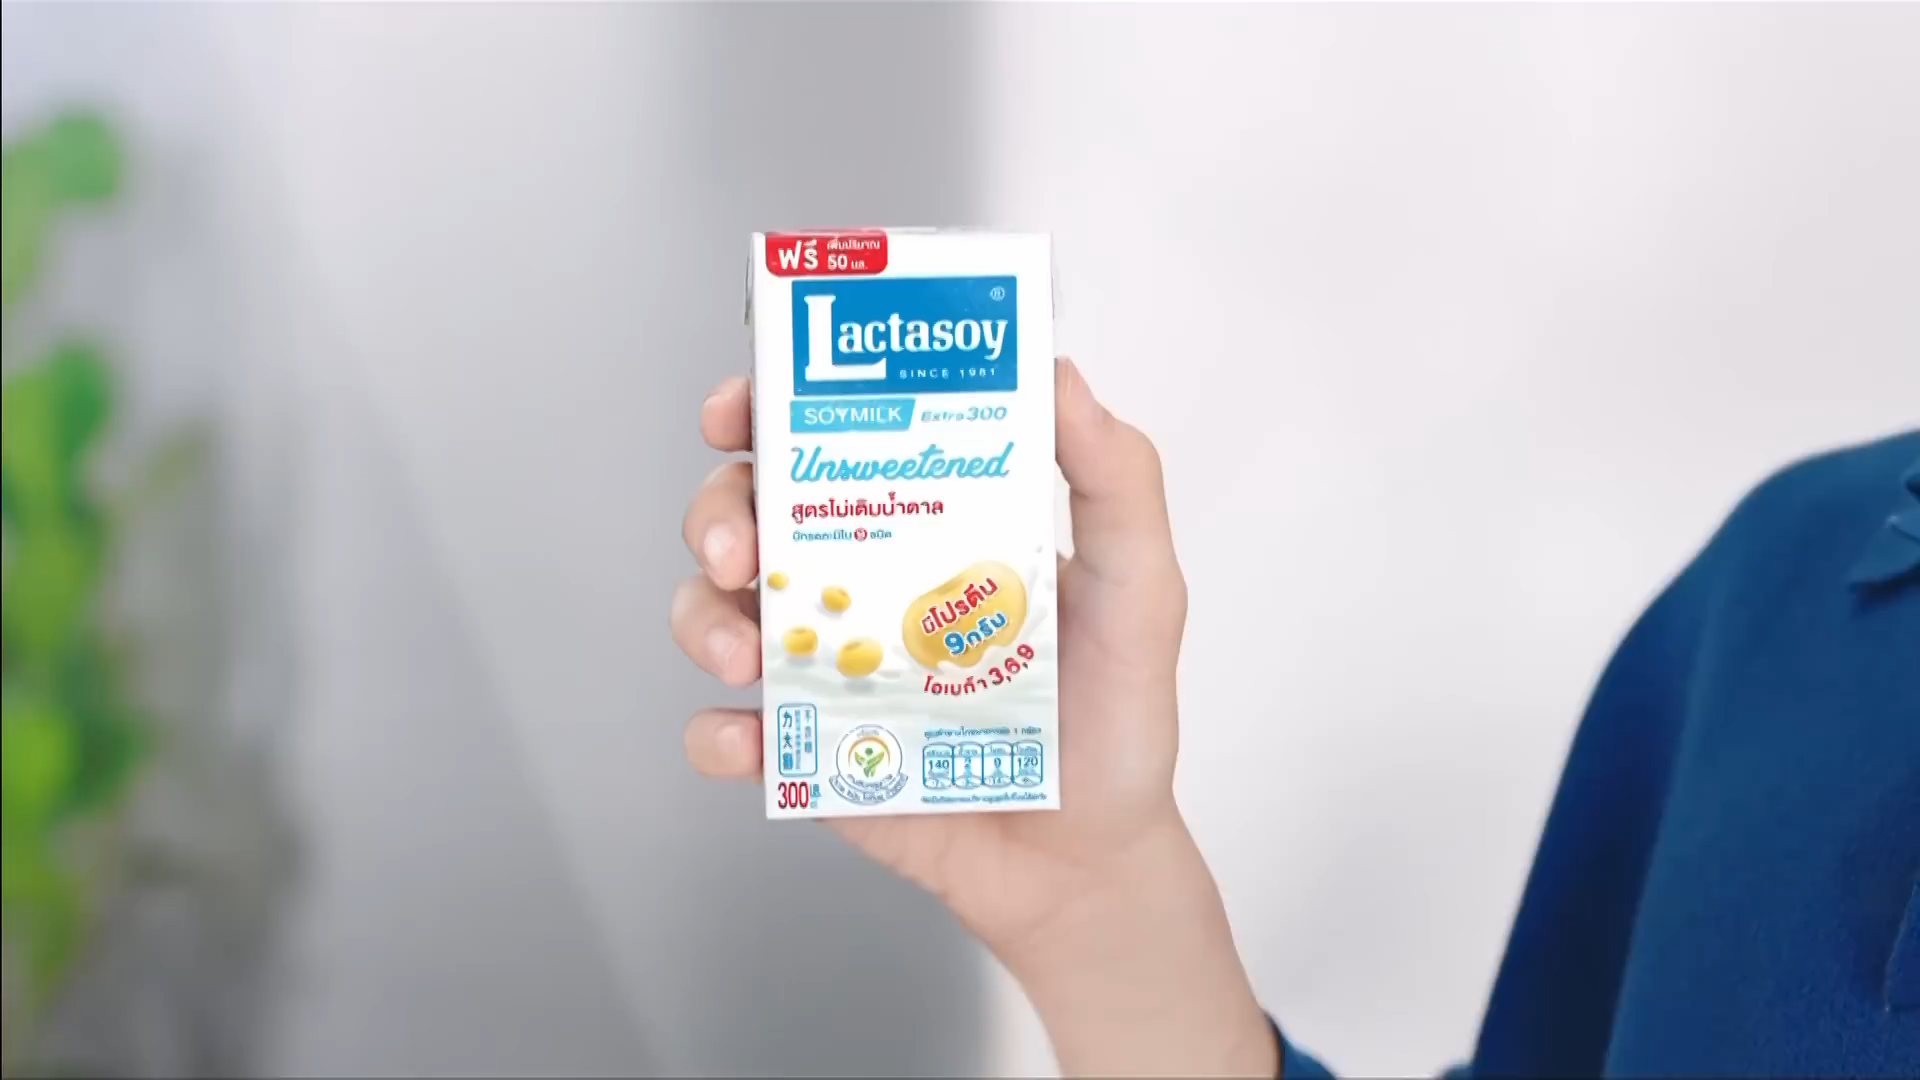 ฟรี เพิ่มปริมาณ
50 มล.
Lactasoy ®
SINCE 1981
SOYMILK Extra 300
Unsweetened
สูตรไม่เติมน้ำตาล
มีโปรตีน
9 กรัม
โอเมก้า 3,6,9
140 2 9 120
300 มล.